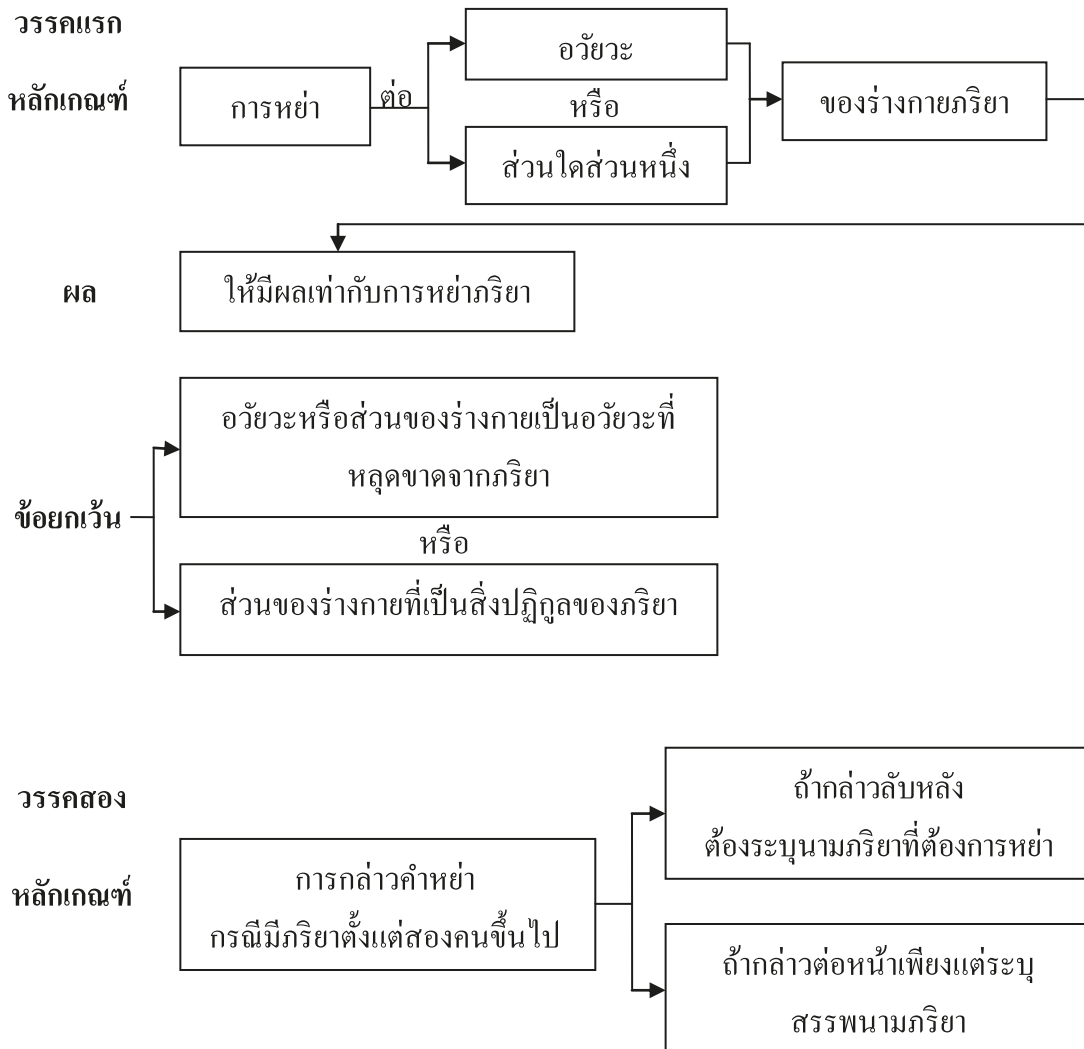 วรรคแรก
หลักเกณฑ์
การหย่า
ต่อ
อวัยวะ
หรือ
ส่วนใดส่วนหนึ่ง
ของร่างกายภริยา
ผล
ให้มีผลเท่ากับการหย่าภริยา
ข้อยกเว้น
อวัยวะหรือส่วนของร่างกายเป็นอวัยวะที่
หลุดขาดจากภริยา
หรือ
ส่วนของร่างกายที่เป็นสิ่งปฏิกูลของภริยา
วรรคสอง
หลักเกณฑ์
การกล่าวคำหย่า
กรณีมีภริยาตั้งแต่สองคนขึ้นไป
ถ้ากล่าวลับหลัง
ต้องระบุนามภริยาที่ต้องการหย่า
ถ้ากล่าวต่อหน้าเพียงแต่ระบุ
สรรพนามภริยา